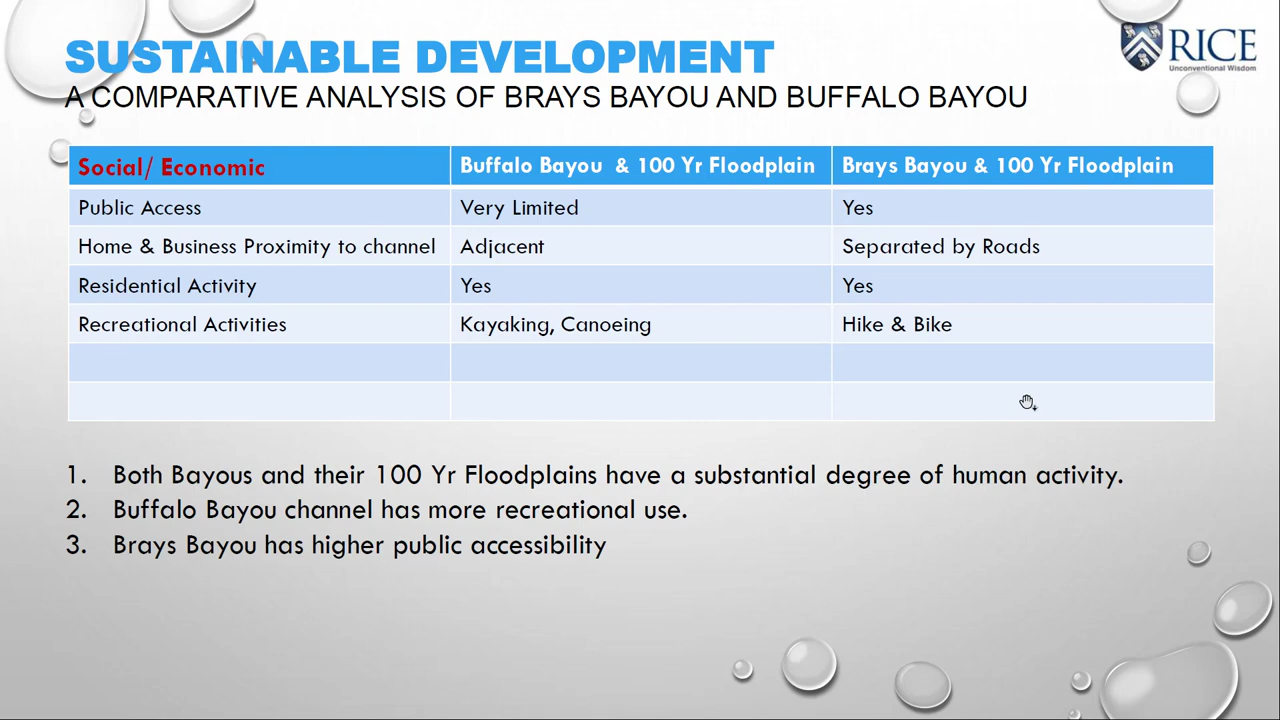 SUSTAINABLE DEVELOPMENT
A COMPARATIVE ANALYSIS OF BRAYS BAYOU AND BUFFALO BAYOU
RICE
Unconventional Wisdom
Social/ Economic Buffalo Bayou & 100 Yr Floodplain Brays Bayou & 100 Yr Floodplain
Public Access Very Limited Yes
Home & Business Proximity to channel Adjacent Separated by Roads
Residential Activity Yes Yes
Recreational Activities Kayaking, Canoeing Hike & Bike
1. Both Bayous and their 100 Yr Floodplains have a substantial degree of human activity.
2. Buffalo Bayou channel has more recreational use.
3. Brays Bayou has higher public accessibility